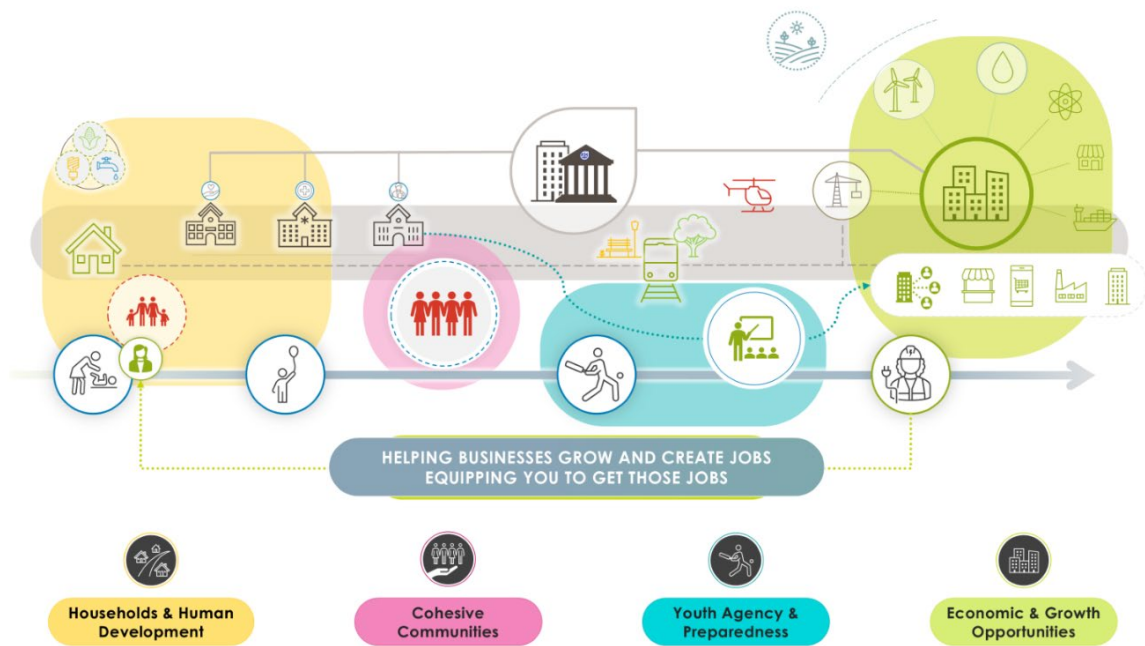 HELPING BUSINESSES GROW AND CREATE JOBS
EQUIPPING YOU TO GET THOSE JOBS
Households & Human
Development
Cohesive
Communities
Youth Agency &
Preparedness
Economic & Growth
Opportunities